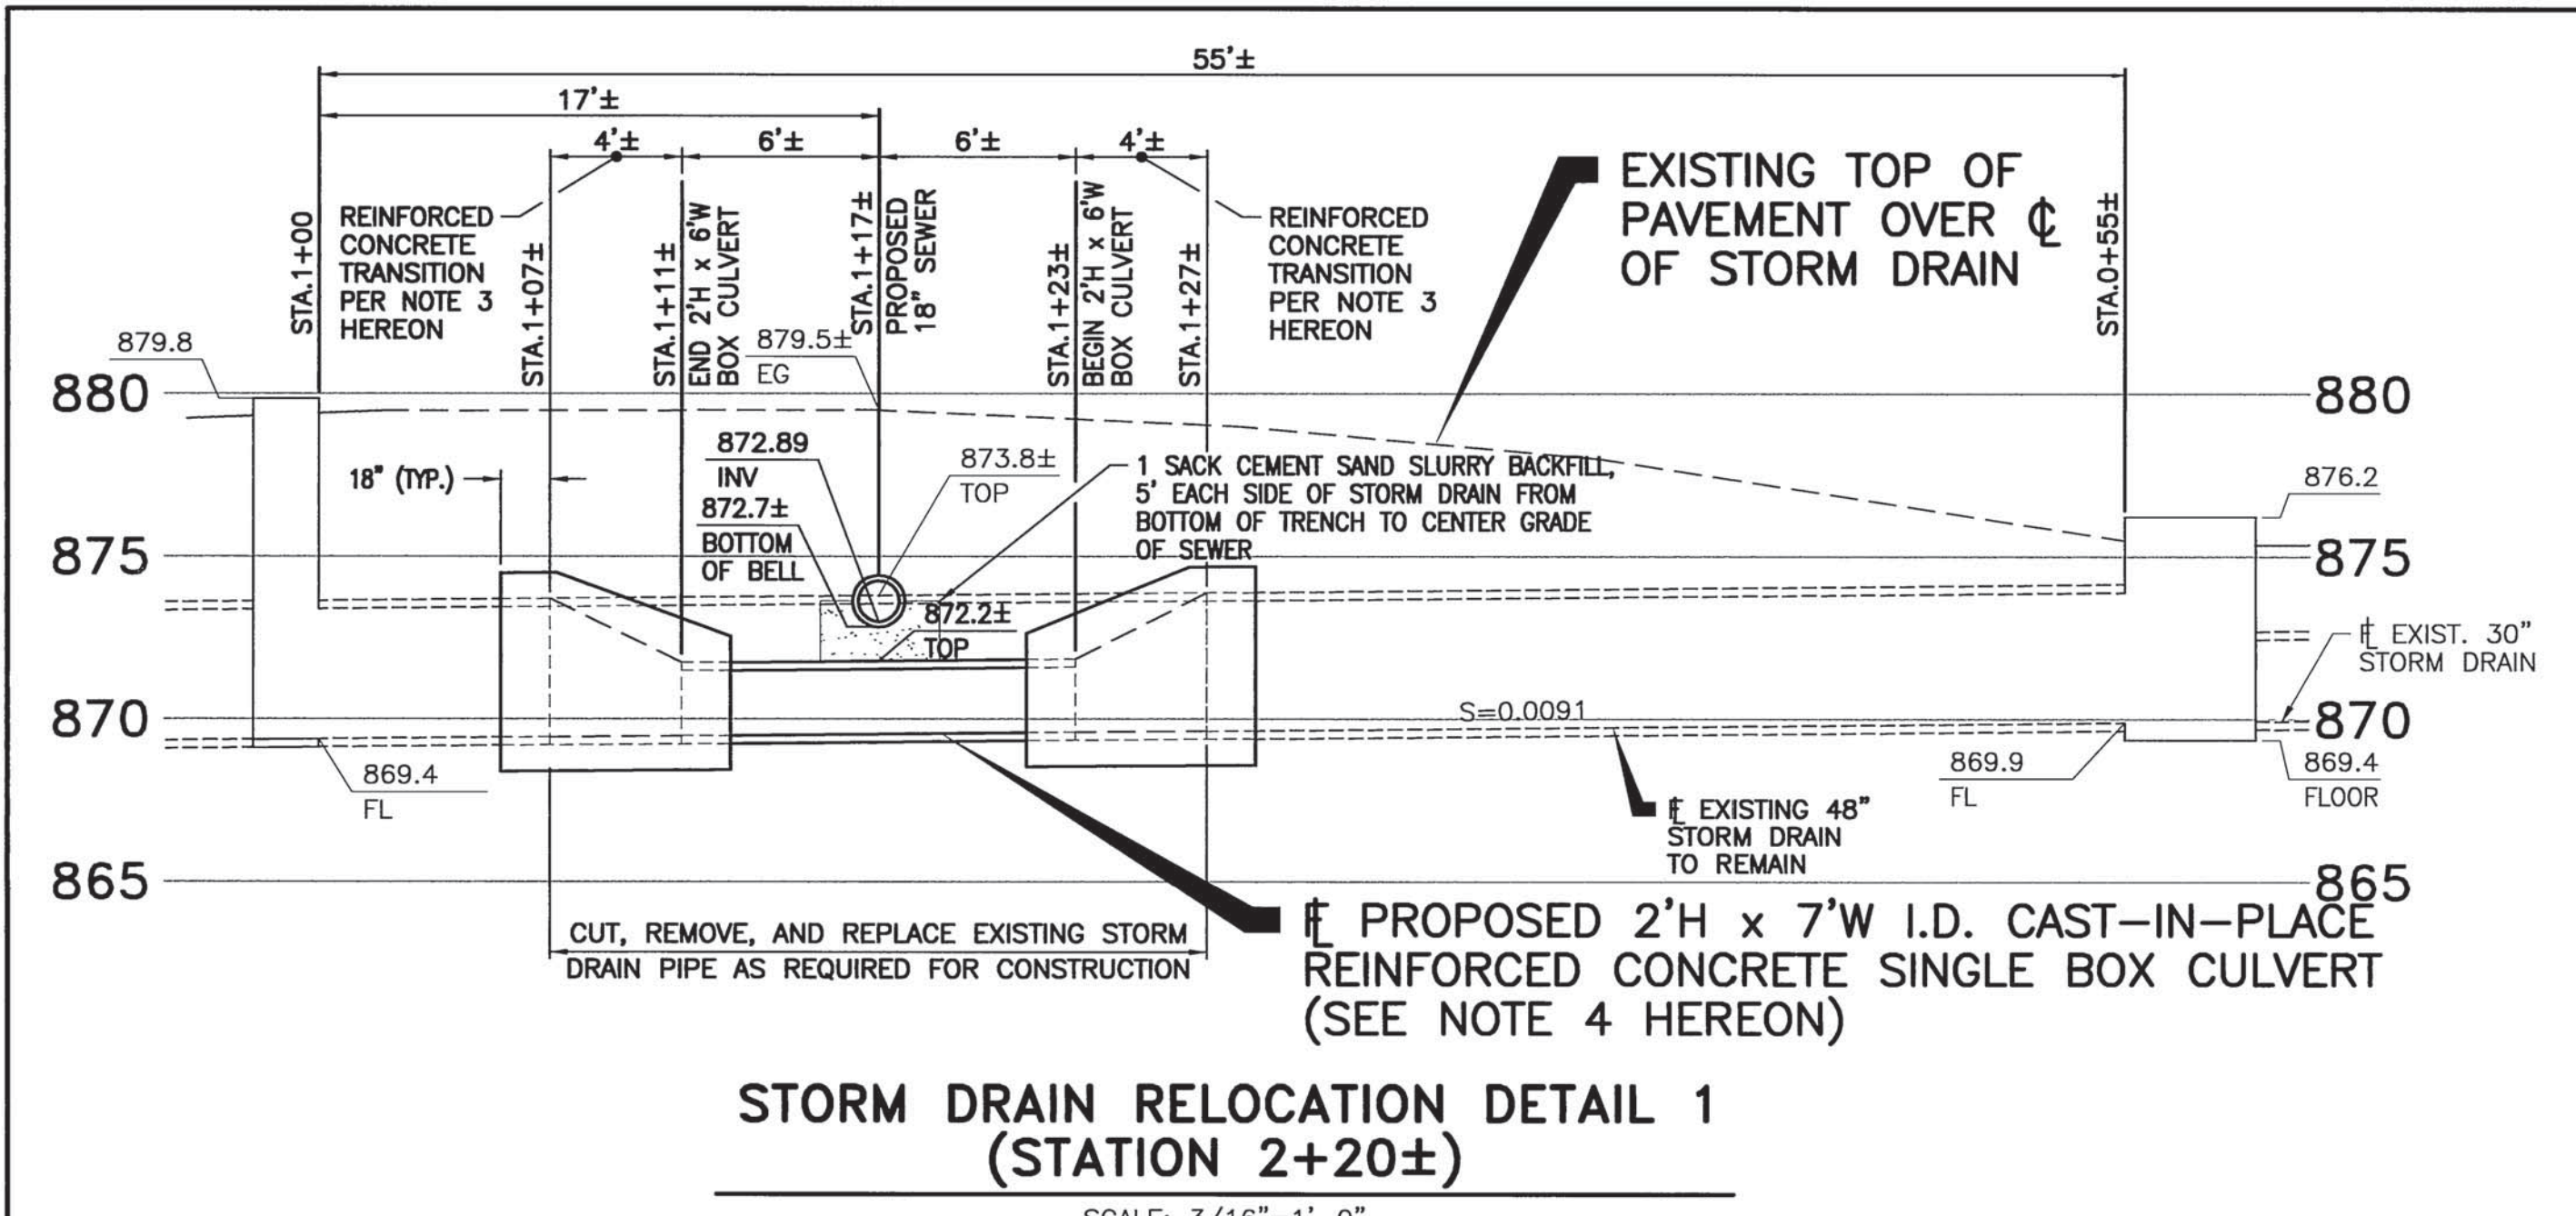 55'±
17'±
4'±
6'±
6'±
4'±
STA.1+00
REINFORCED
CONCRETE
TRANSITION
PER NOTE 3
HEREON
STA.1+07±
STA.1+11±
END 2'H x 6'W
BOX CULVERT
STA.1+17±
PROPOSED
18" SEWER
STA.1+23±
BEGIN 2'H x 6'W
BOX CULVERT
STA.1+27±
REINFORCED
CONCRETE
TRANSITION
PER NOTE 3
HEREON
EXISTING TOP OF
PAVEMENT OVER ℄
OF STORM DRAIN
STA.0+55±
879.8
879.5±
EG
880
880
18" (TYP.)
872.89
INV
872.7±
BOTTOM
OF BELL
873.8±
TOP
1 SACK CEMENT SAND SLURRY BACKFILL,
5' EACH SIDE OF STORM DRAIN FROM
BOTTOM OF TRENCH TO CENTER GRADE
OF SEWER
876.2
875
875
872.2±
TOP
FL EXIST. 30"
STORM DRAIN
870
S=0.0091
870
869.4
FL
869.9
FL
869.4
FLOOR
FL EXISTING 48"
STORM DRAIN
TO REMAIN
865
865
CUT, REMOVE, AND REPLACE EXISTING STORM
DRAIN PIPE AS REQUIRED FOR CONSTRUCTION
FL PROPOSED 2'H x 7'W I.D. CAST-IN-PLACE
REINFORCED CONCRETE SINGLE BOX CULVERT
(SEE NOTE 4 HEREON)
STORM DRAIN RELOCATION DETAIL 1
(STATION 2+20±)
SCALE: 3/16"=1'-0"